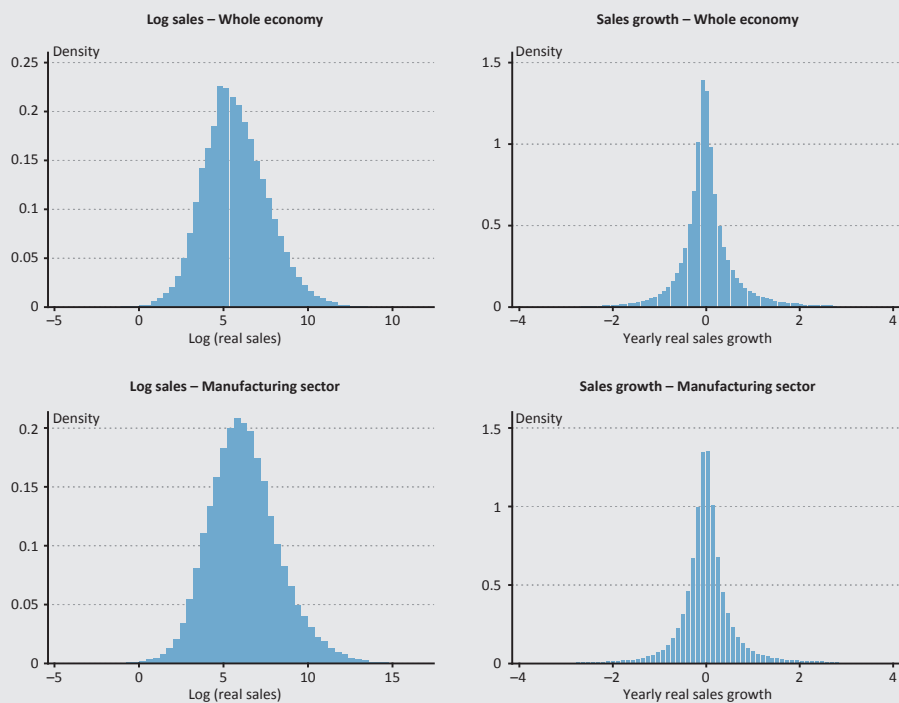 Log sales – Whole economy
Density
0.25
0.2
0.15
0.1
0.05
0
–5 0 5 10 10
Log (real sales)
Sales growth – Whole economy
Density
1.5
1
0.5
0
–4 –2 0 2 4
Yearly real sales growth
Log sales – Manufacturing sector
Density
0.2
0.15
0.1
0.05
0
–5 0 5 10 15
Log (real sales)
Sales growth – Manufacturing sector
Density
1.5
1
0.5
0
–4 –2 0 2 4
Yearly real sales growth